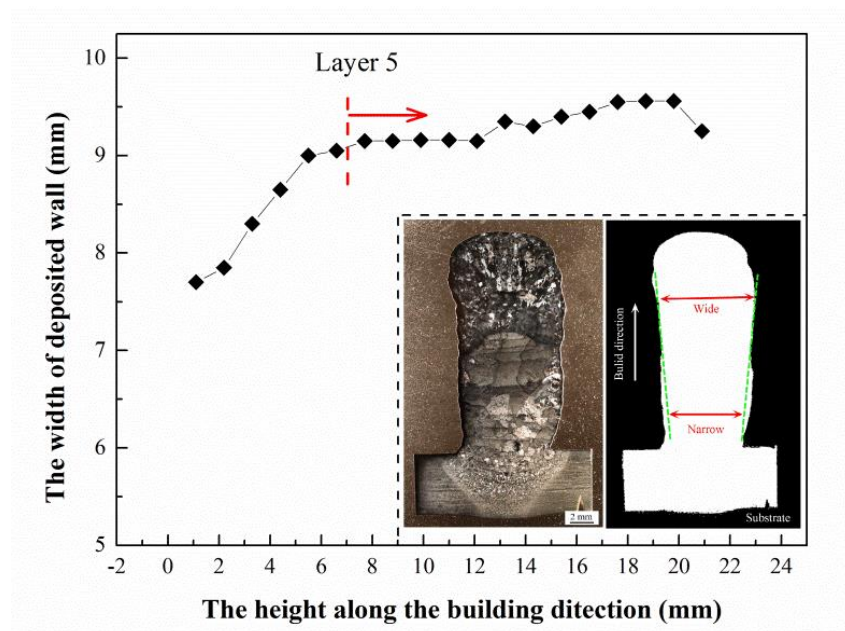 The width of deposited wall (mm)
10
9
8
7
6
5
Layer 5
Bulid direction
Wide
Narrow
2 mm
Substrate
-2 0 2 4 6 8 10 12 14 16 18 20 22 24
The height along the building ditection (mm)